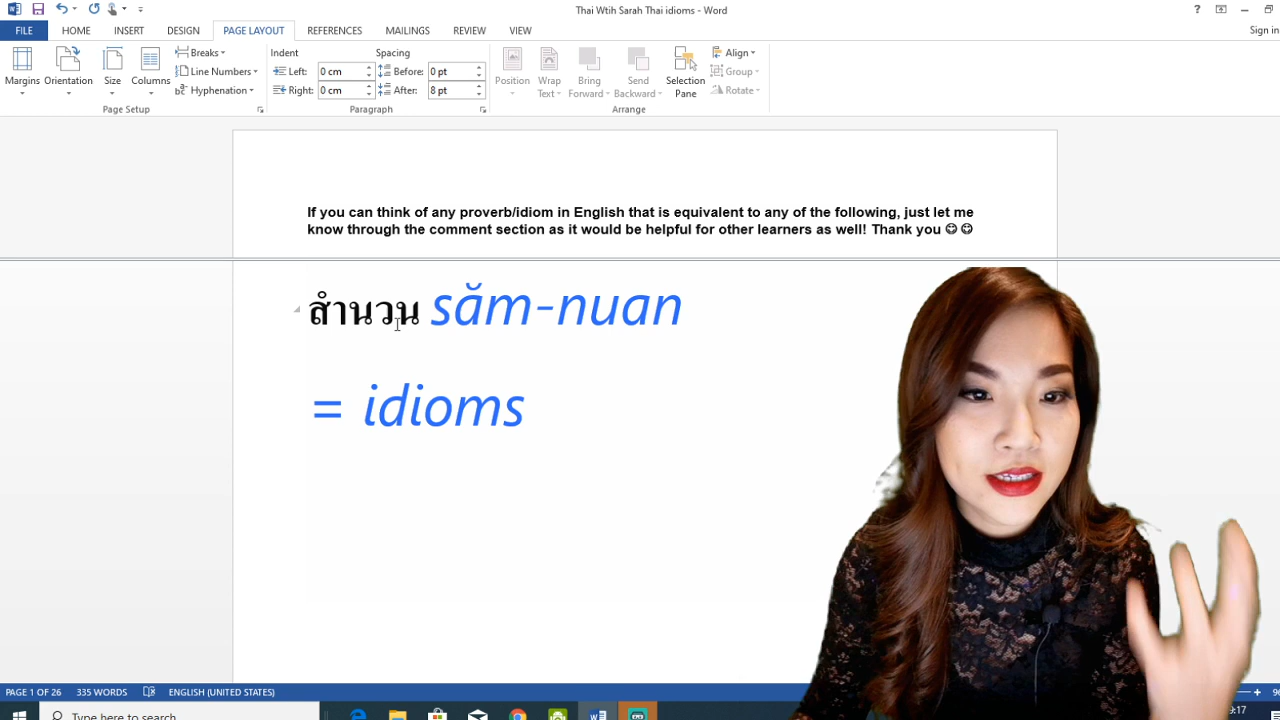 Thai Wtih Sarah Thai idioms - Word
?
Sign in
FILE HOME INSERT DESIGN PAGE LAYOUT REFERENCES MAILINGS REVIEW VIEW
Margins Orientation Size Columns
Breaks
Line Numbers
Hyphenation
Page Setup
Indent
Left: 0 cm
Right: 0 cm
Spacing
Before: 0 pt
After: 8 pt
Paragraph
Position Wrap Text Bring Forward Send Backward Selection Pane
Align
Group
Rotate
Arrange
If you can think of any proverb/idiom in English that is equivalent to any of the following, just let me
know through the comment section as it would be helpful for other learners as well! Thank you 😊 😊
สำนวน săm-nuan
= idioms
PAGE 1 OF 26 335 WORDS ENGLISH (UNITED STATES)
Type here to search